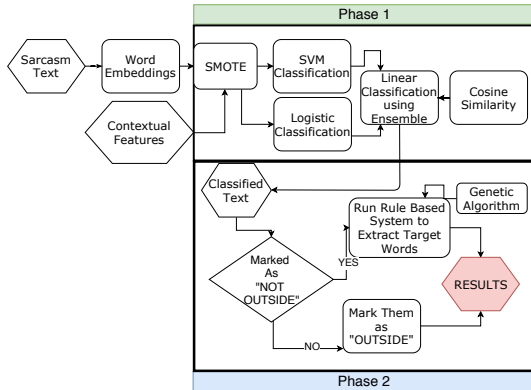 Phase 1
Sarcasm
Text
Word
Embeddings
SMOTE
SVM
Classification
Linear
Classification
using
Ensemble
Cosine
Similarity
Contextual
Features
Logistic
Classification
Classified
Text
Genetic
Algorithm
Run Rule Based
System to
Extract Target
Words
Marked
As
"NOT
OUTSIDE"
YES
RESULTS
Mark Them
as
"OUTSIDE"
NO
Phase 2